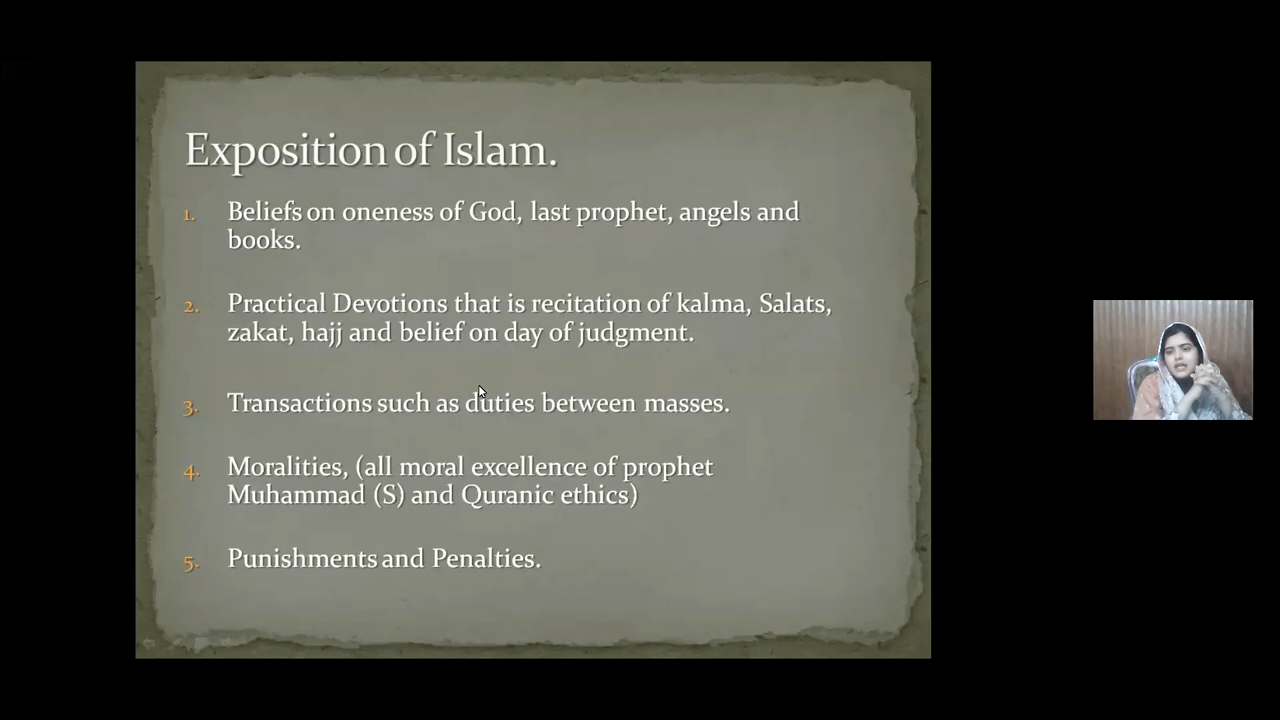 Exposition of Islam.
1. Beliefs on oneness of God, last prophet, angels and
books.
2. Practical Devotions that is recitation of kalma, Salats,
zakat, hajj and belief on day of judgment.
3. Transactions such as duties between masses.
4. Moralities, (all moral excellence of prophet
Muhammad (S) and Quranic ethics)
5. Punishments and Penalties.